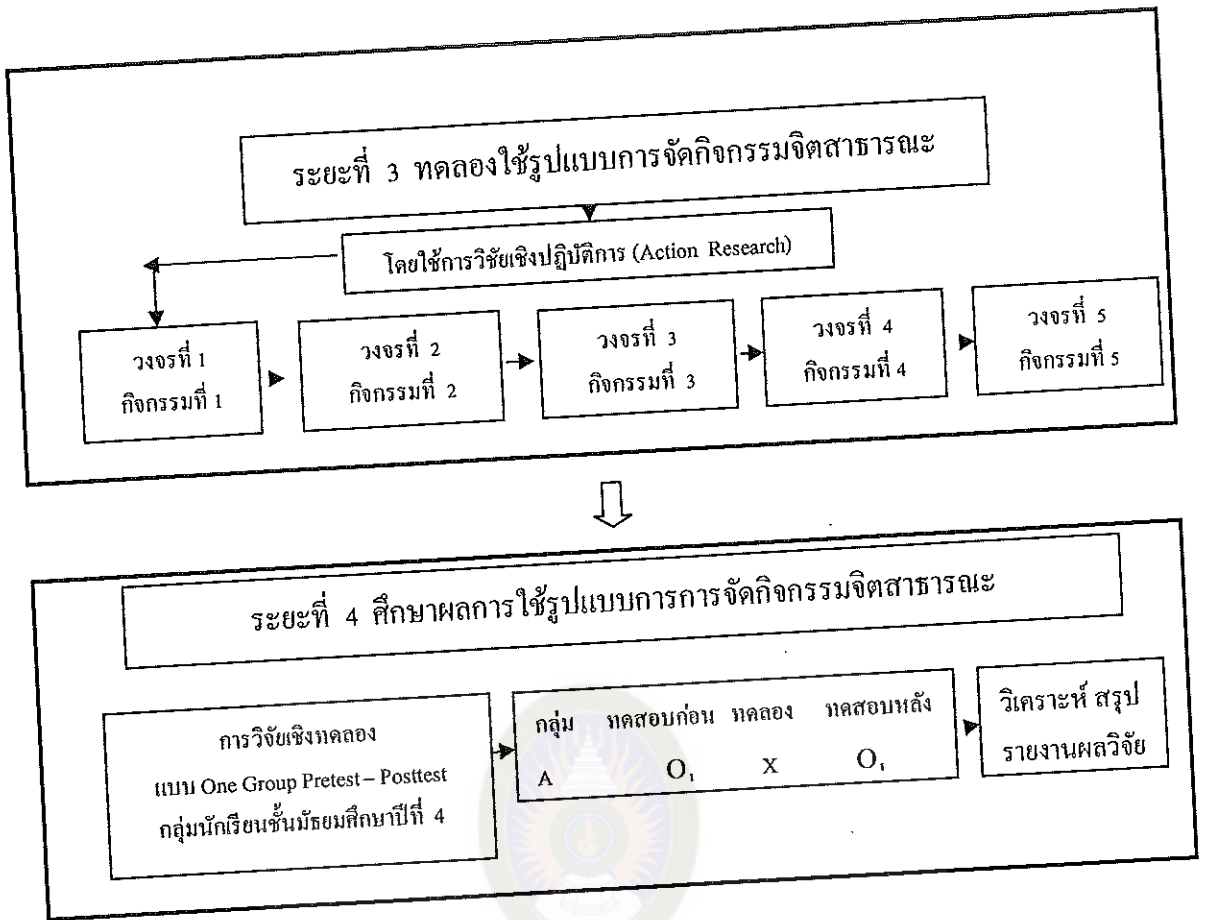 ระยะที่ 3 ทดลองใช้รูปแบบการจัดกิจกรรมจิตสาธารณะ
โดยใช้การวิจัยเชิงปฏิบัติการ (Action Research)
วงจรที่ 1
กิจกรรมที่ 1
วงจรที่ 2
กิจกรรมที่ 2
วงจรที่ 3
กิจกรรมที่ 3
วงจรที่ 4
กิจกรรมที่ 4
วงจรที่ 5
กิจกรรมที่ 5
ระยะที่ 4 ศึกษาผลการใช้รูปแบบการการจัดกิจกรรมจิตสาธารณะ
การวิจัยเชิงทดลอง
แบบ One Group Pretest – Posttest
กลุ่มนักเรียนชั้นมัธยมศึกษาปีที่ 4
กลุ่ม ทดสอบก่อน ทดลอง ทดสอบหลัง
A O₁ X O₁
วิเคราะห์ สรุป
รายงานผลวิจัย